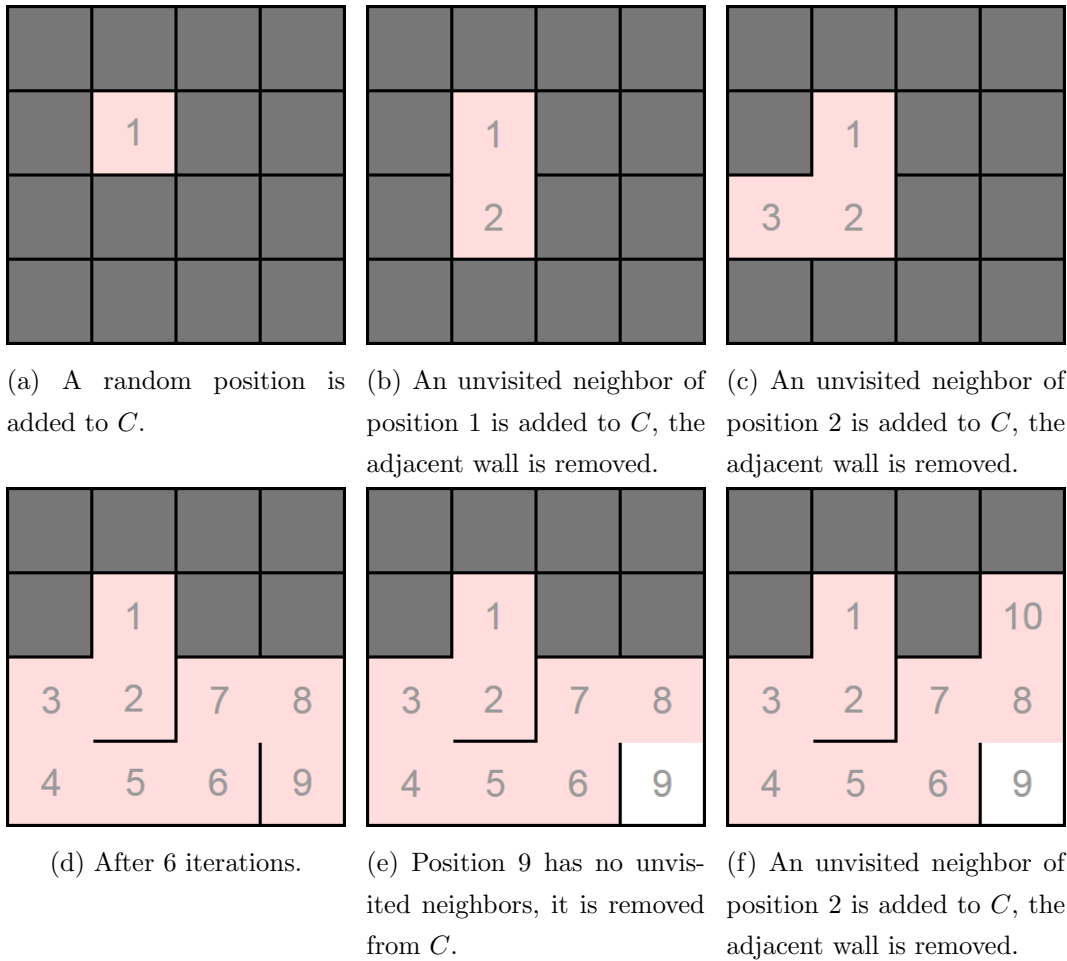 1
1
2
1
3 2
(a) A random position is
added to C.
(b) An unvisited neighbor of
position 1 is added to C, the
adjacent wall is removed.
(c) An unvisited neighbor of
position 2 is added to C, the
adjacent wall is removed.
1
3 2 7 8
4 5 6 9
1
3 2 7 8
4 5 6 9
1 10
3 2 7 8
4 5 6 9
(d) After 6 iterations.
(e) Position 9 has no unvis-
ited neighbors, it is removed
from C.
(f) An unvisited neighbor of
position 2 is added to C, the
adjacent wall is removed.